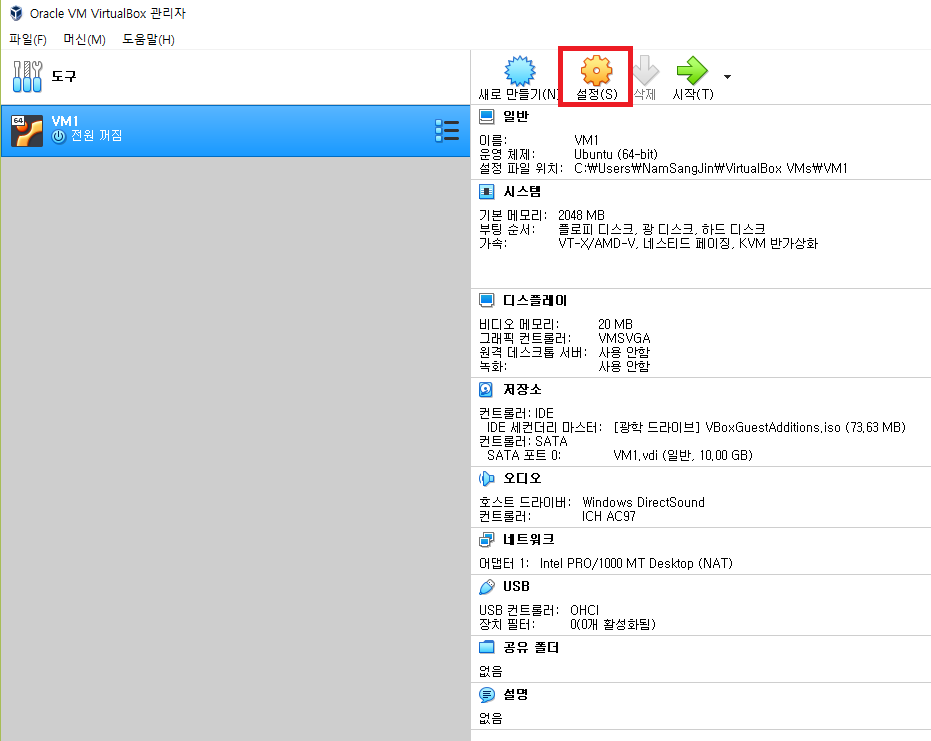 Oracle VM VirtualBox 관리자
파일(F) 머신(M) 도움말(H)
도구
새로 만들기(N) 설정(S) 삭제 시작(T)
64 VM1
전원 꺼짐
일반
이름: VM1
운영 체제: Ubuntu (64-bit)
설정 파일 위치: C:₩Users₩NamSangJin₩VirtualBox VMs₩VM1
시스템
기본 메모리: 2048 MB
부팅 순서: 플로피 디스크, 광 디스크, 하드 디스크
가속: VT-X/AMD-V, 네스티드 페이징, KVM 반가상화
디스플레이
비디오 메모리: 20 MB
그래픽 컨트롤러: VMSVGA
원격 데스크톱 서버: 사용 안함
녹화: 사용 안함
저장소
컨트롤러: IDE
IDE 세컨더리 마스터: [광학 드라이브] VBoxGuestAdditions.iso (73,63 MB)
컨트롤러: SATA
SATA 포트 0: VM1.vdi (일반, 10,00 GB)
오디오
호스트 드라이버: Windows DirectSound
컨트롤러: ICH AC97
네트워크
어댑터 1: Intel PRO/1000 MT Desktop (NAT)
USB
USB 컨트롤러: OHCI
장치 필터: 0(0개 활성화됨)
공유 폴더
없음
설명
없음